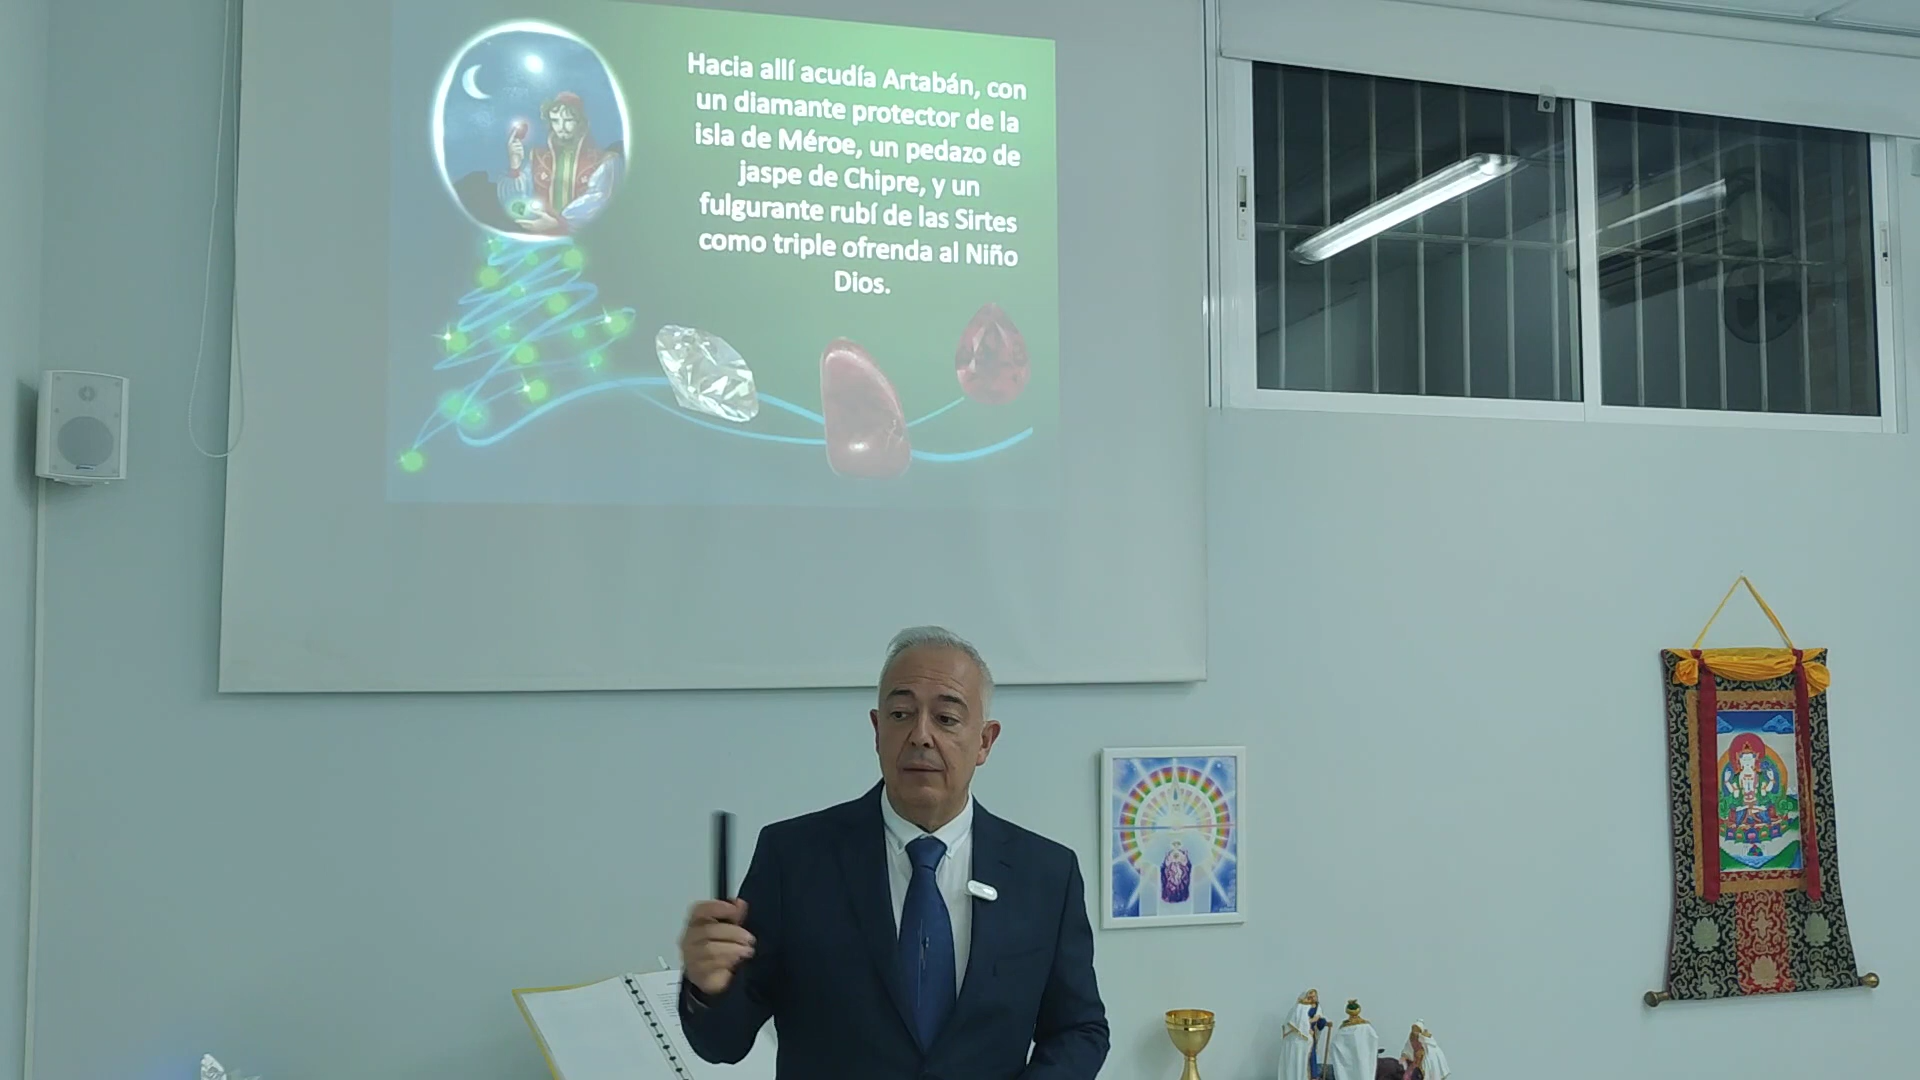 Hacia allí acudía Artabán, con
un diamante protector de la
isla de Méroe, un pedazo de
jaspe de Chipre, y un
fulgurante rubí de las Sirtes
como triple ofrenda al Niño
Dios.